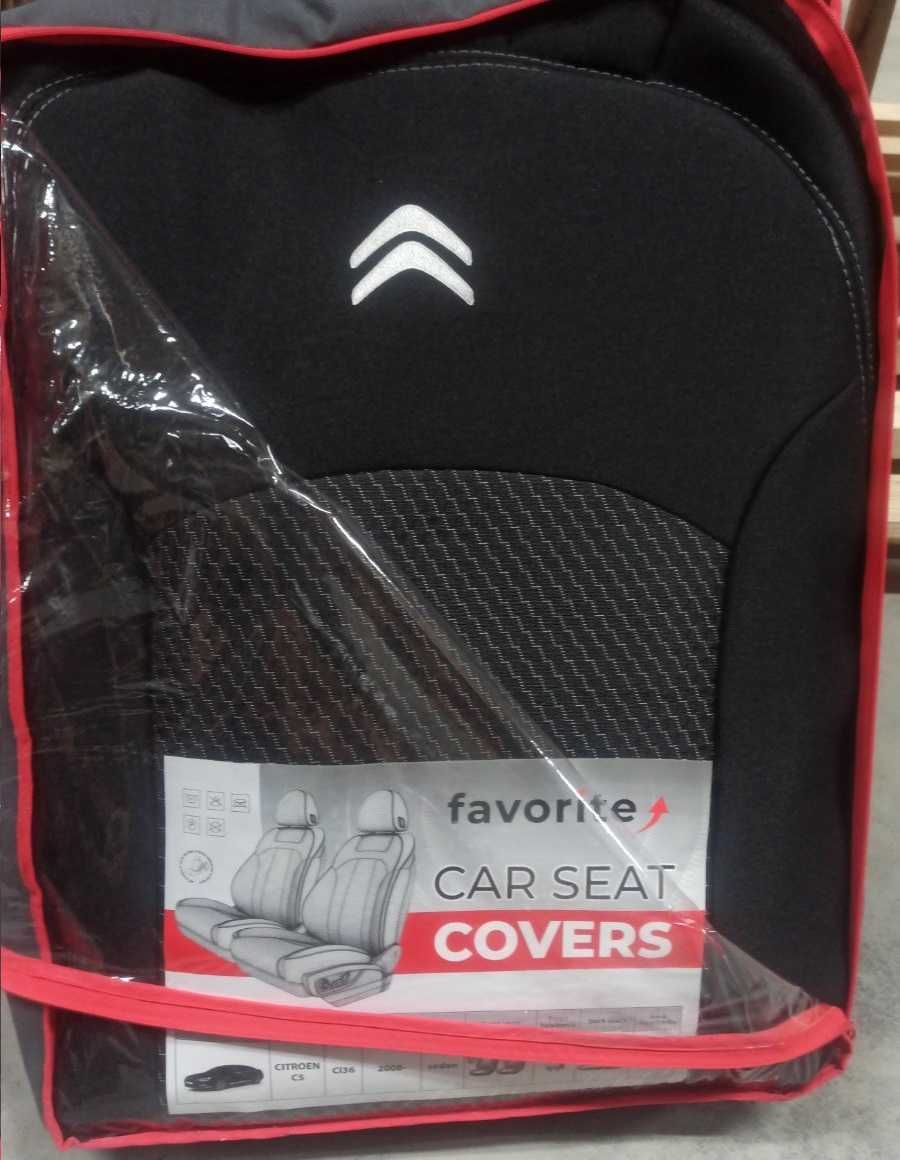 favorite
CAR SEAT
COVERS
CITROEN C5 CI36 2008- sedan